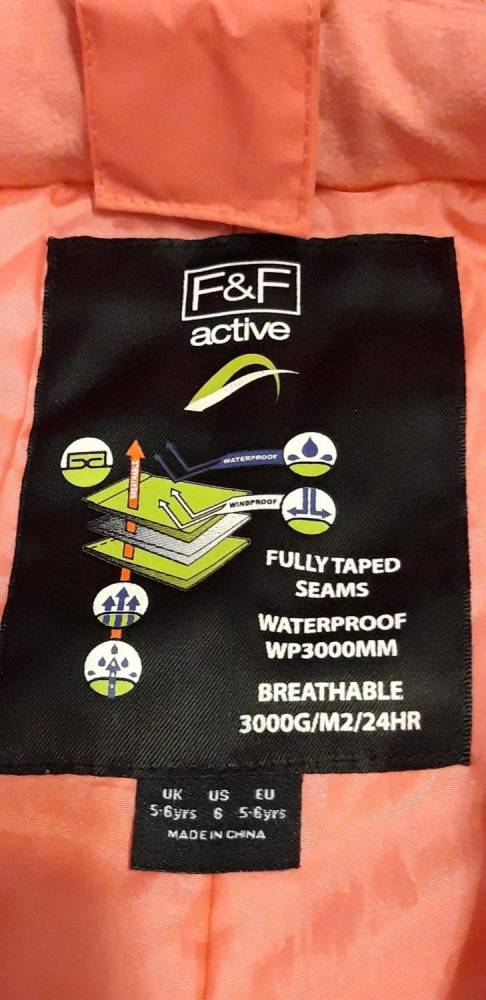 F&F
active
WATERPROOF
BREATHABLE
WINDPROOF
FULLY TAPED
SEAMS
WATERPROOF
WP3000MM
BREATHABLE
3000G/M2/24HR
UK US EU
5-6yrs 6 5-6yrs
MADE IN CHINA